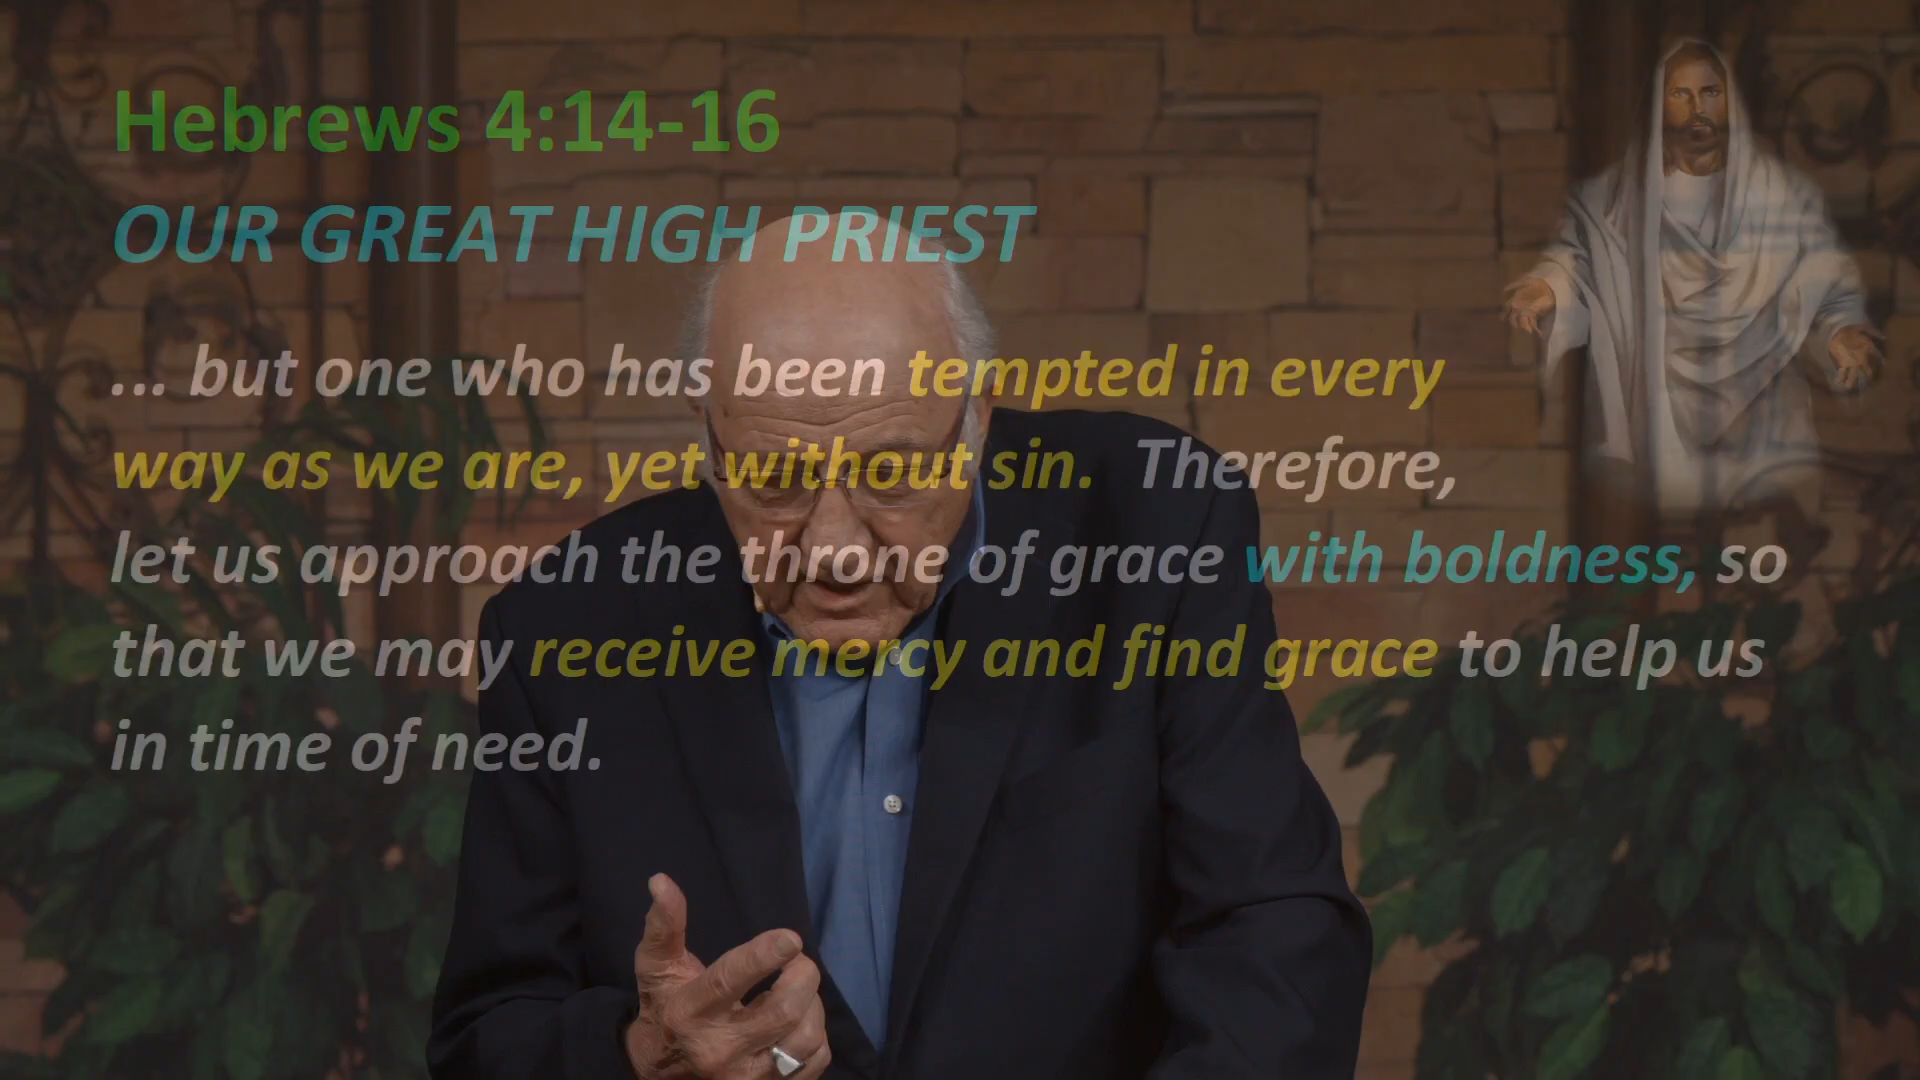 Hebrews 4:14-16
OUR GREAT HIGH PRIEST
... but one who has been tempted in every
way as we are, yet without sin. Therefore,
let us approach the throne of grace with boldness, so
that we may receive mercy and find grace to help us
in time of need.